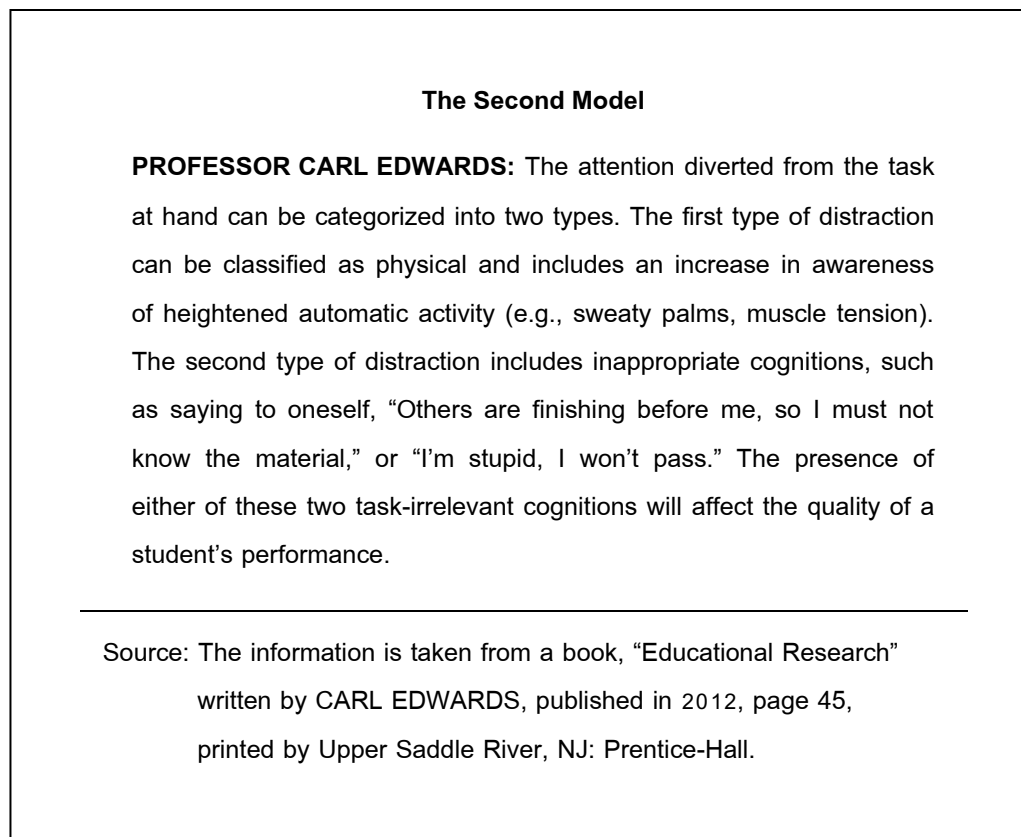 The Second Model
PROFESSOR CARL EDWARDS: The attention diverted from the task
at hand can be categorized into two types. The first type of distraction
can be classified as physical and includes an increase in awareness
of heightened automatic activity (e.g., sweaty palms, muscle tension).
The second type of distraction includes inappropriate cognitions, such
as saying to oneself, “Others are finishing before me, so I must not
know the material,” or “I’m stupid, I won’t pass.” The presence of
either of these two task-irrelevant cognitions will affect the quality of a
student’s performance.
Source: The information is taken from a book, “Educational Research”
written by CARL EDWARDS, published in 2012, page 45,
printed by Upper Saddle River, NJ: Prentice-Hall.